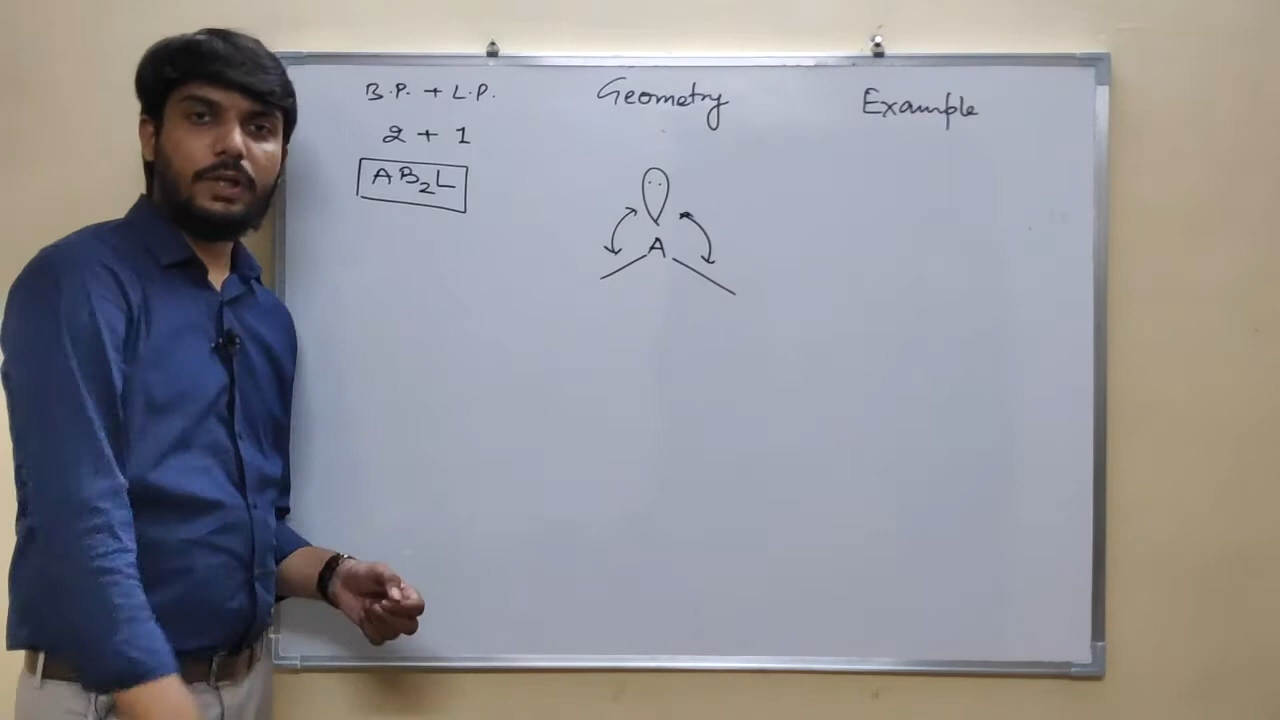 B.P. + L.P.
Geometry
Example
2 + 1
AB₂L
A